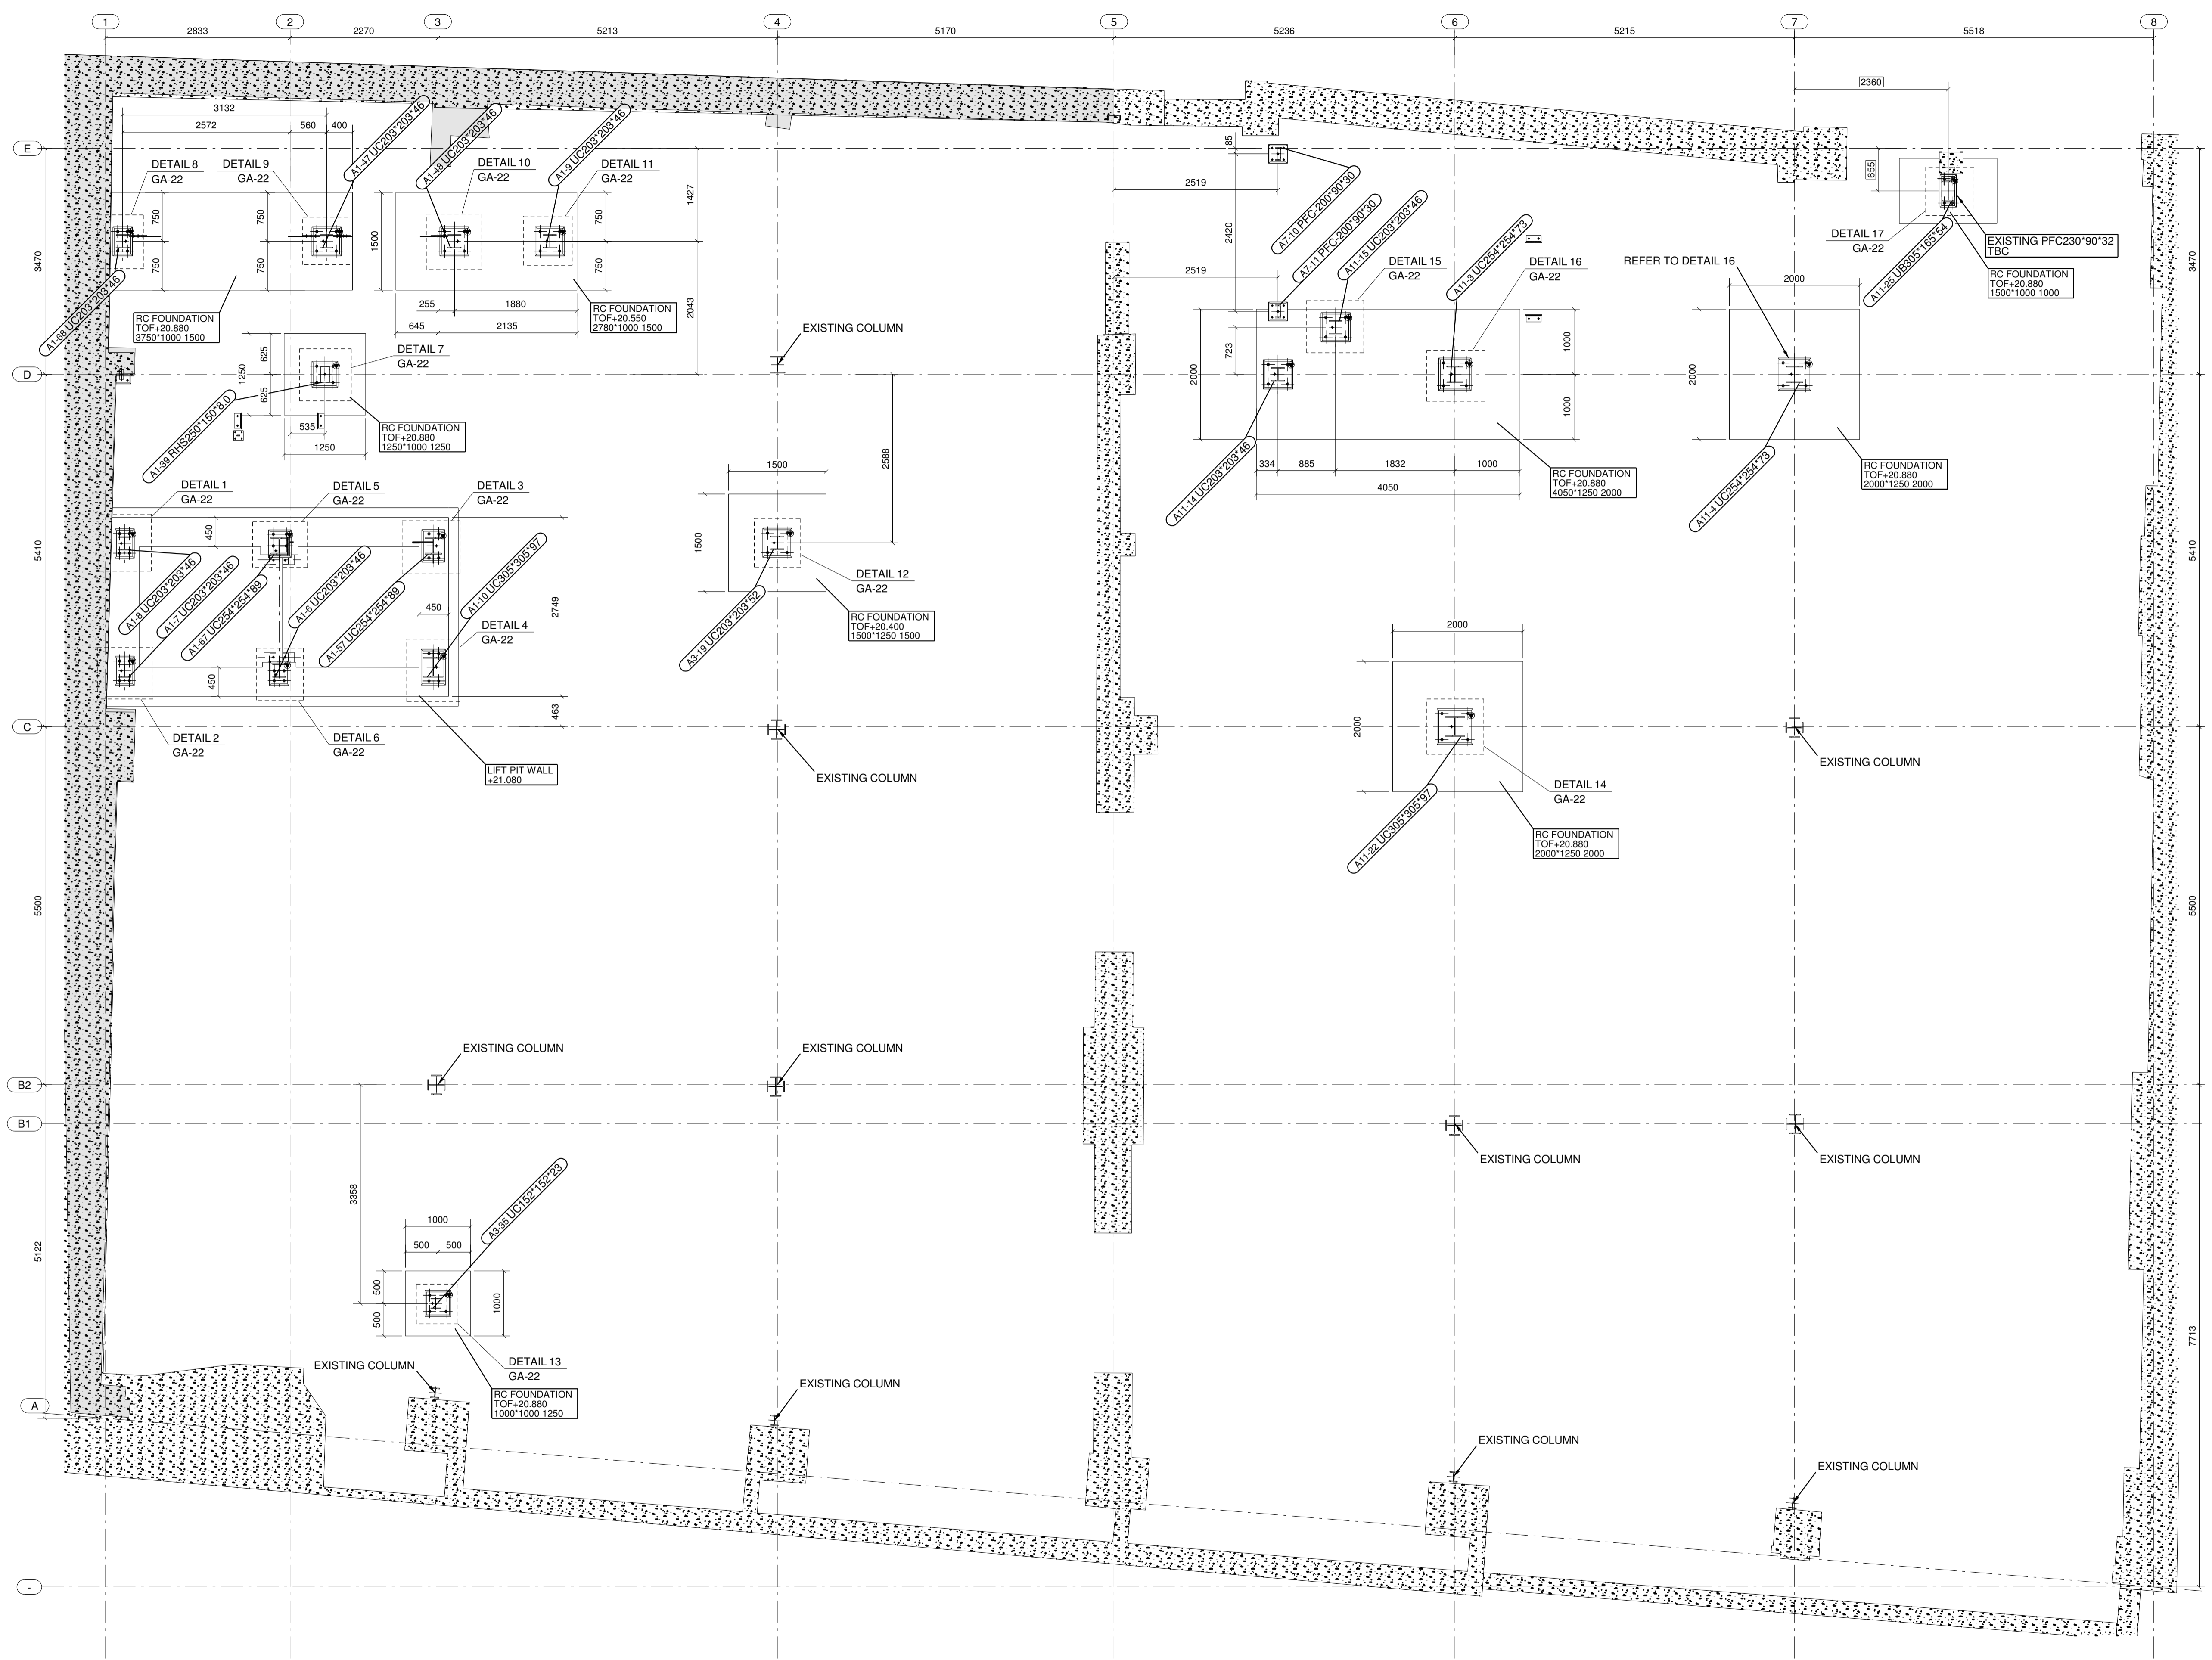 1
2
3
4
5
6
7
8
2833
2270
5213
5170
5236
5215
5518
2360
3132
2572
560
400
E
DETAIL 8
GA-22
DETAIL 9
GA-22
A1-47 UC203*203*46
A1-48 UC203*203*46
DETAIL 10
GA-22
A1-9 UC203*203*46
DETAIL 11
GA-22
750
750
750
750
1500
750
750
1427
2043
3470
A1-68 UC203*203*46
RC FOUNDATION
TOF+20.880
3750*1000 1500
255
1880
645
2135
RC FOUNDATION
TOF+20.550
2780*1000 1500
85
2519
2420
2519
723
A7-10 PFC-200*90*30
A7-11 PFC-200*90*30
A11-15 UC203*203*46
DETAIL 15
GA-22
A11-3 UC254*254*73
DETAIL 16
GA-22
REFER TO DETAIL 16
655
DETAIL 17
GA-22
A11-25 UB305*165*54
EXISTING PFC230*90*32
TBC
RC FOUNDATION
TOF+20.880
1500*1000 1000
3470
2000
EXISTING COLUMN
D
625
1250
625
DETAIL 7
GA-22
A1-39 RHS250*150*8.0
535
1250
RC FOUNDATION
TOF+20.880
1250*1000 1250
2000
1000
1000
2000
A11-14 UC203*203*46
334
885
1832
1000
4050
RC FOUNDATION
TOF+20.880
4050*1250 2000
A11-4 UC254*254*73
RC FOUNDATION
TOF+20.880
2000*1250 2000
2588
1500
1500
DETAIL 12
GA-22
A3-19 UC203*203*52
RC FOUNDATION
TOF+20.400
1500*1250 1500
DETAIL 1
GA-22
DETAIL 5
GA-22
DETAIL 3
GA-22
450
5410
A1-8 UC203*203*46
A1-7 UC203*203*46
A1-67 UC254*254*89
A1-6 UC203*203*46
A1-57 UC254*254*89
A1-10 UC305*305*97
450
2749
DETAIL 4
GA-22
450
463
5410
2000
2000
C
DETAIL 2
GA-22
DETAIL 6
GA-22
LIFT PIT WALL
+21.080
EXISTING COLUMN
EXISTING COLUMN
DETAIL 14
GA-22
A11-22 UC305*305*97
RC FOUNDATION
TOF+20.880
2000*1250 2000
5500
5500
EXISTING COLUMN
EXISTING COLUMN
B2
B1
EXISTING COLUMN
EXISTING COLUMN
3358
A3-35 UC152*152*23
1000
500
500
500
500
1000
5122
7713
DETAIL 13
GA-22
RC FOUNDATION
TOF+20.880
1000*1000 1250
EXISTING COLUMN
EXISTING COLUMN
A
EXISTING COLUMN
EXISTING COLUMN
-